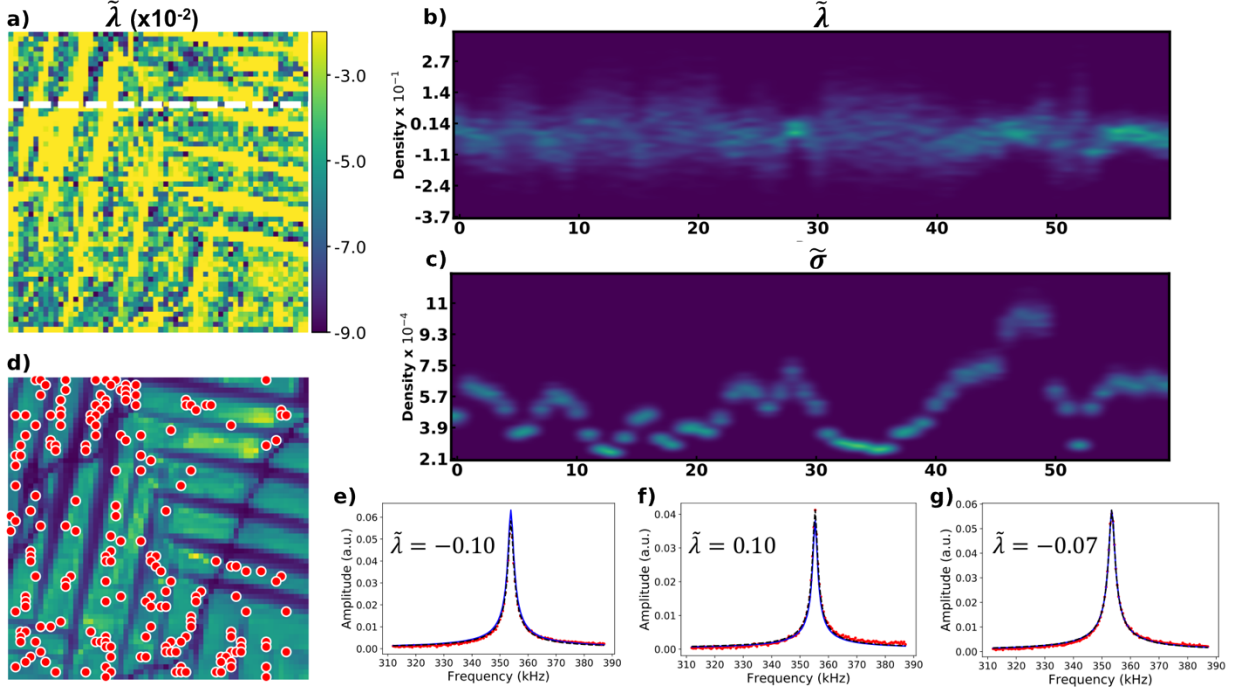 a)
λ̃ (x10⁻²)
-3.0
-5.0
-7.0
-9.0
b)
λ̃
Density x 10⁻¹
2.7
1.4
0.14
-1.1
-2.4
-3.7
0 10 20 30 40 50
c)
σ̃
Density x 10⁻⁴
11
9.3
7.5
5.7
3.9
2.1
0 10 20 30 40 50
d)
e)
λ̃ = −0.10
Amplitude (a.u.)
0.06
0.05
0.04
0.03
0.02
0.01
0.00
310 320 330 340 350 360 370 380 390
Frequency (kHz)
f)
λ̃ = 0.10
Amplitude (a.u.)
0.04
0.03
0.02
0.01
0.00
310 320 330 340 350 360 370 380 390
Frequency (kHz)
g)
λ̃ = −0.07
Amplitude (a.u.)
0.06
0.05
0.04
0.03
0.02
0.01
0.00
310 320 330 340 350 360 370 380 390
Frequency (kHz)